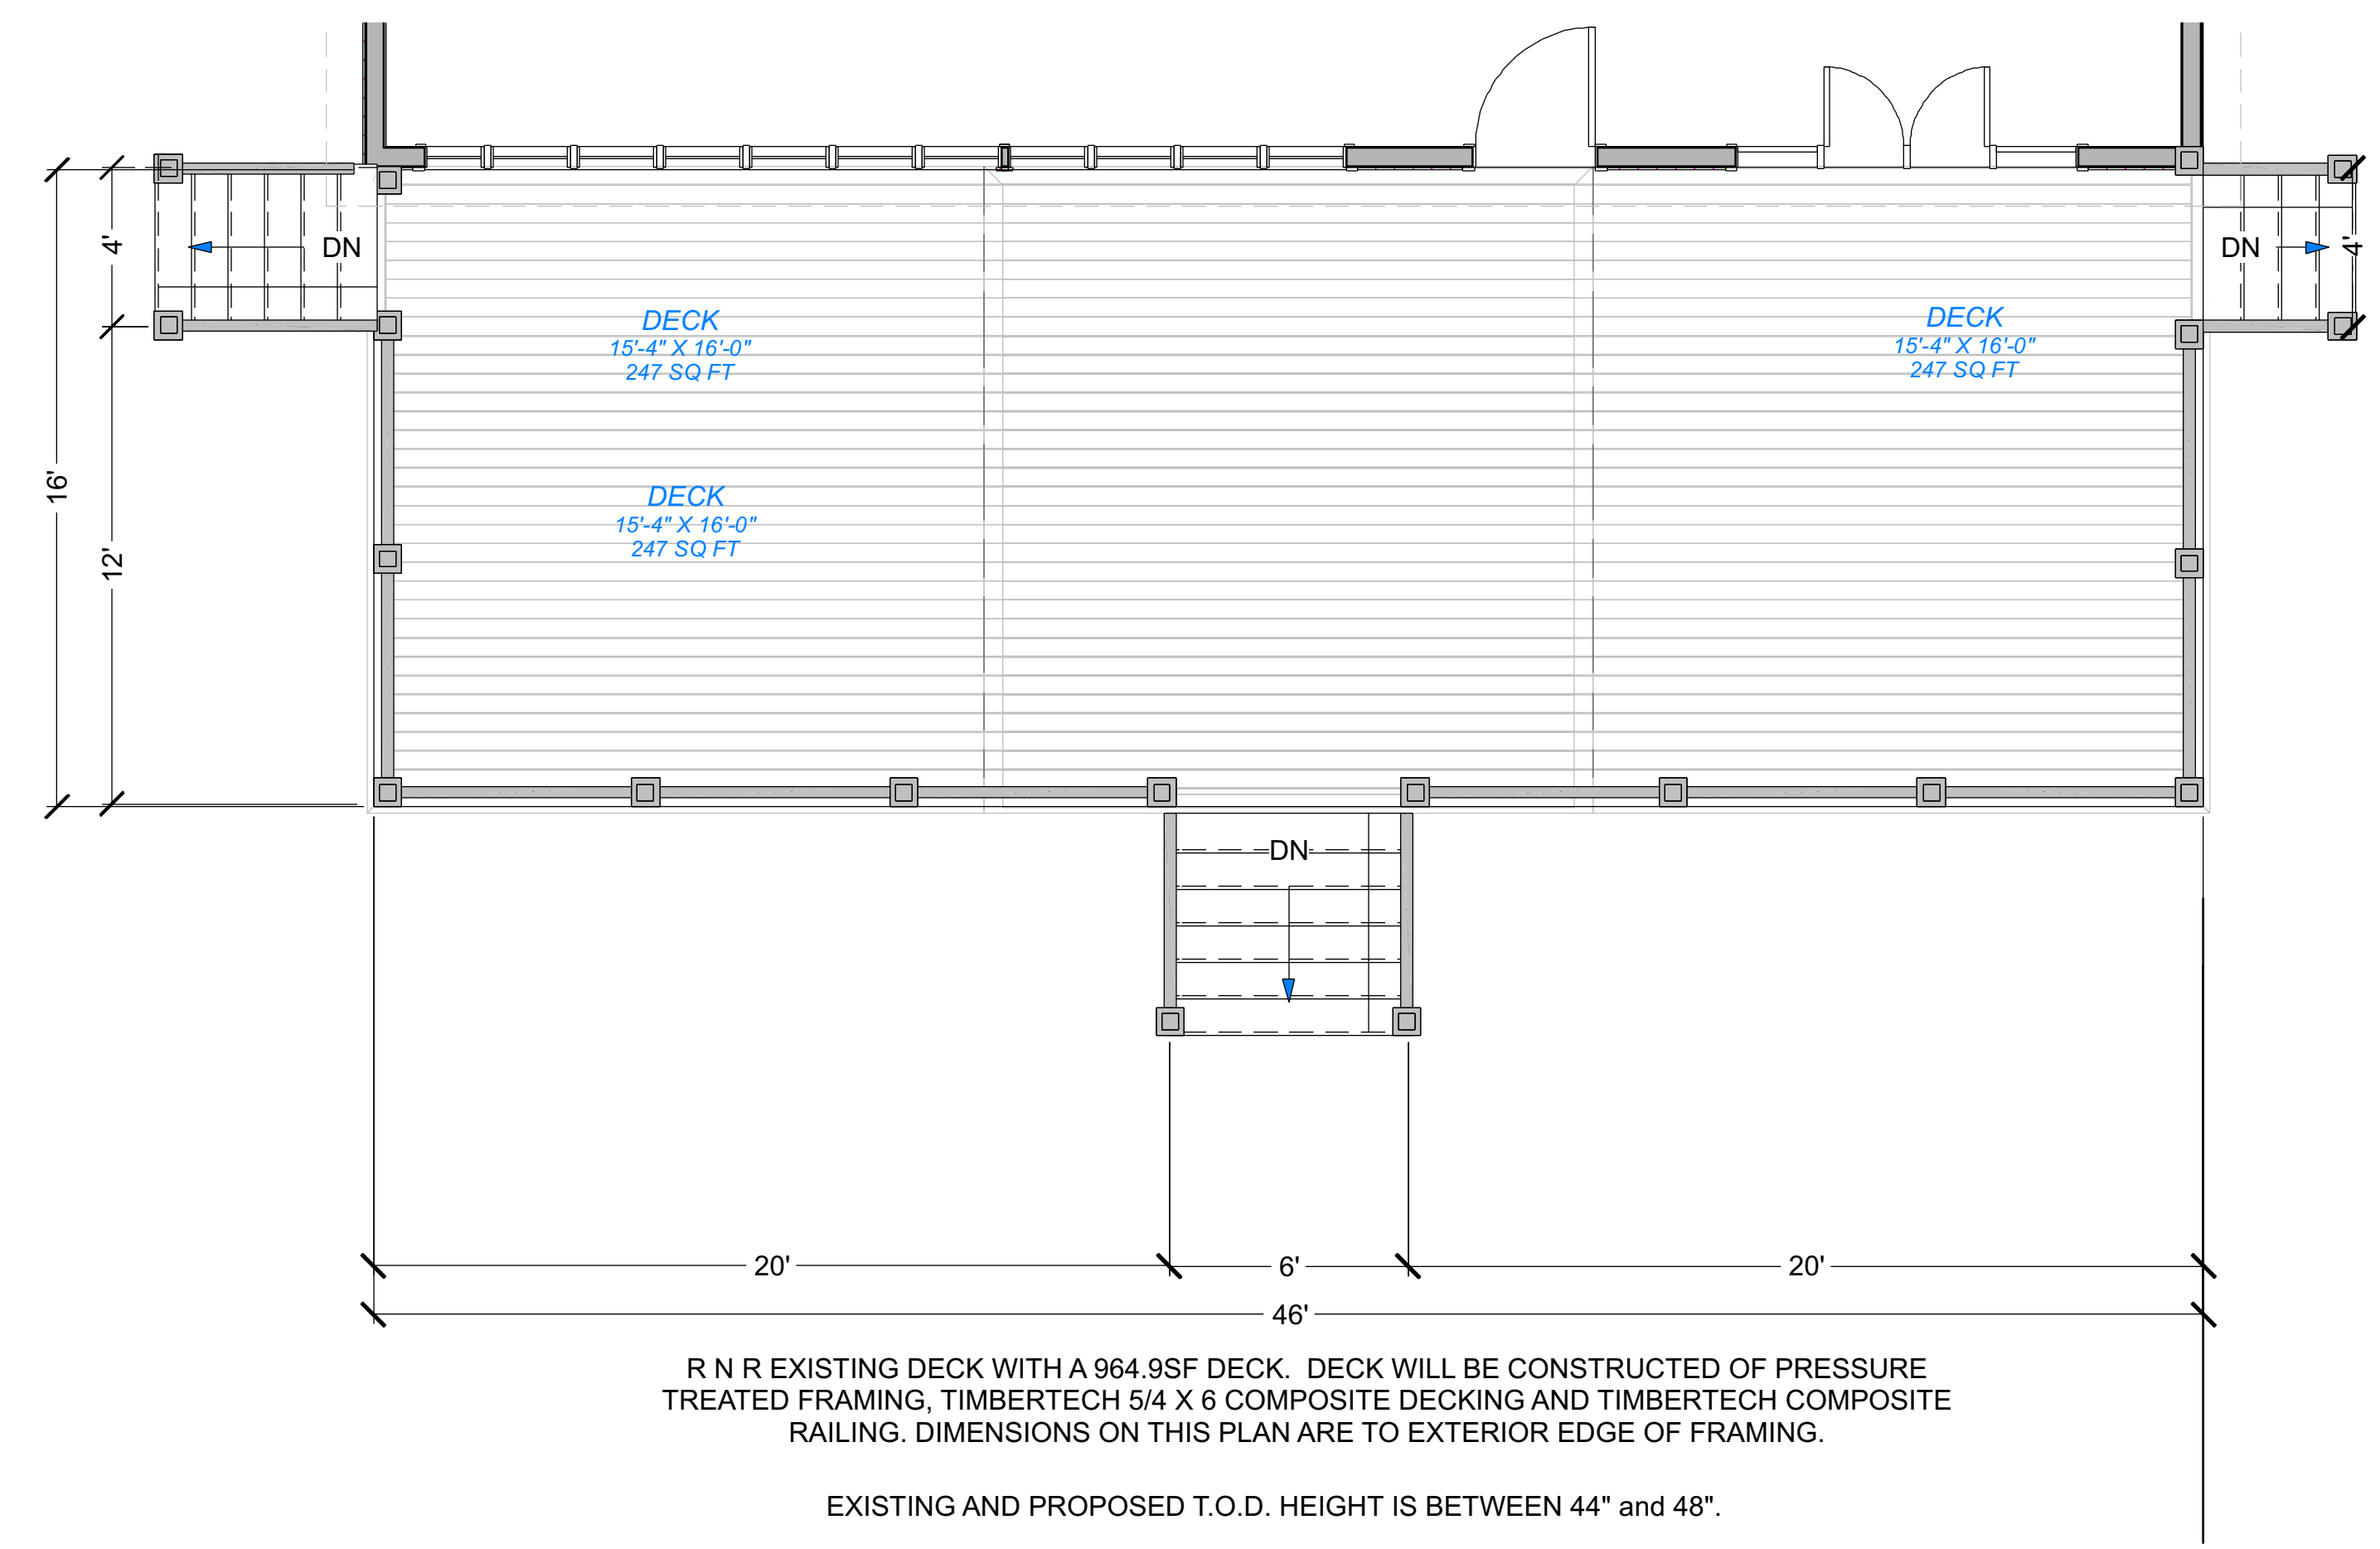 DN
DN
4'
4'
DECK
15'-4" X 16'-0"
247 SQ FT
DECK
15'-4" X 16'-0"
247 SQ FT
16'
12'
DECK
15'-4" X 16'-0"
247 SQ FT
DN
20'
6'
20'
46'
R N R EXISTING DECK WITH A 964.9SF DECK. DECK WILL BE CONSTRUCTED OF PRESSURE
TREATED FRAMING, TIMBERTECH 5/4 X 6 COMPOSITE DECKING AND TIMBERTECH COMPOSITE
RAILING. DIMENSIONS ON THIS PLAN ARE TO EXTERIOR EDGE OF FRAMING.
EXISTING AND PROPOSED T.O.D. HEIGHT IS BETWEEN 44" and 48".